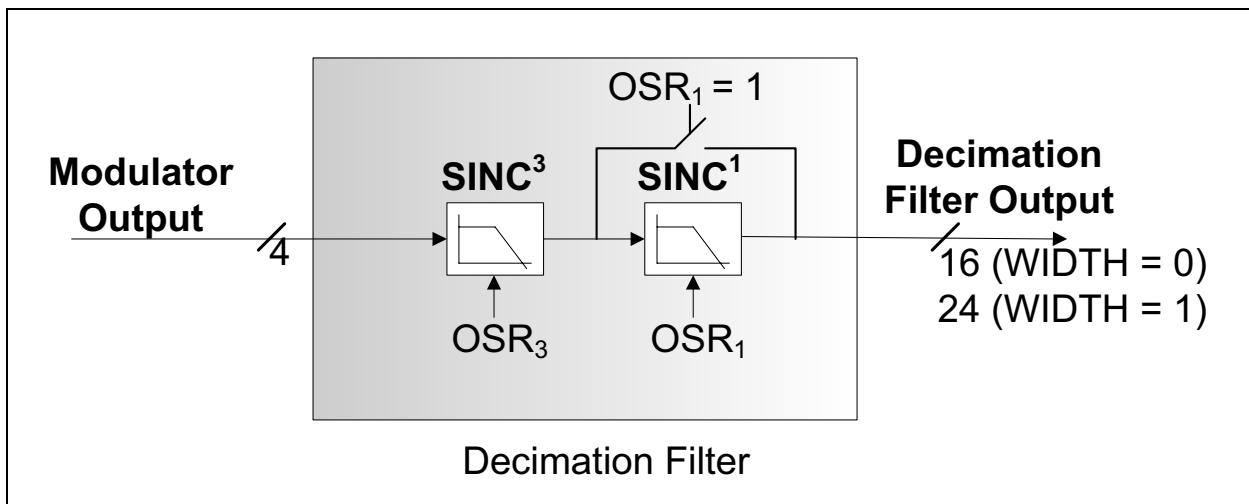 OSR₁ = 1
Modulator
Output
4
SINC³
SINC¹
Decimation
Filter Output
16 (WIDTH = 0)
24 (WIDTH = 1)
OSR₃
OSR₁
Decimation Filter